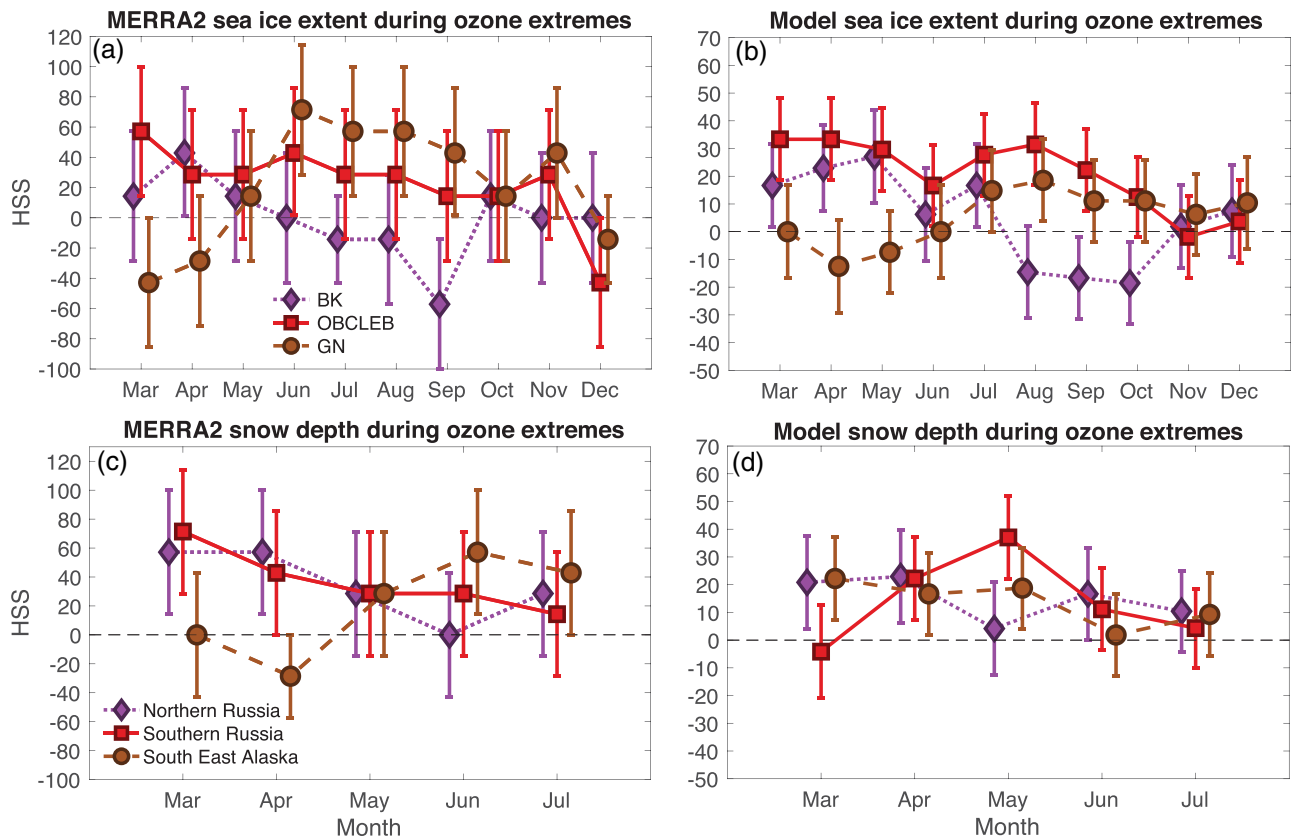 MERRA2 sea ice extent during ozone extremes
(a)
HSS
120
100
80
60
40
20
0
-20
-40
-60
-80
-100
BK
OBCLEB
GN
Mar Apr May Jun Jul Aug Sep Oct Nov Dec
Model sea ice extent during ozone extremes
(b)
70
60
50
40
30
20
10
0
-10
-20
-30
-40
-50
Mar Apr May Jun Jul Aug Sep Oct Nov Dec
MERRA2 snow depth during ozone extremes
(c)
HSS
120
100
80
60
40
20
0
-20
-40
-60
-80
-100
Northern Russia
Southern Russia
South East Alaska
Mar Apr May Jun Jul
Month
Model snow depth during ozone extremes
(d)
70
60
50
40
30
20
10
0
-10
-20
-30
-40
-50
Mar Apr May Jun Jul
Month